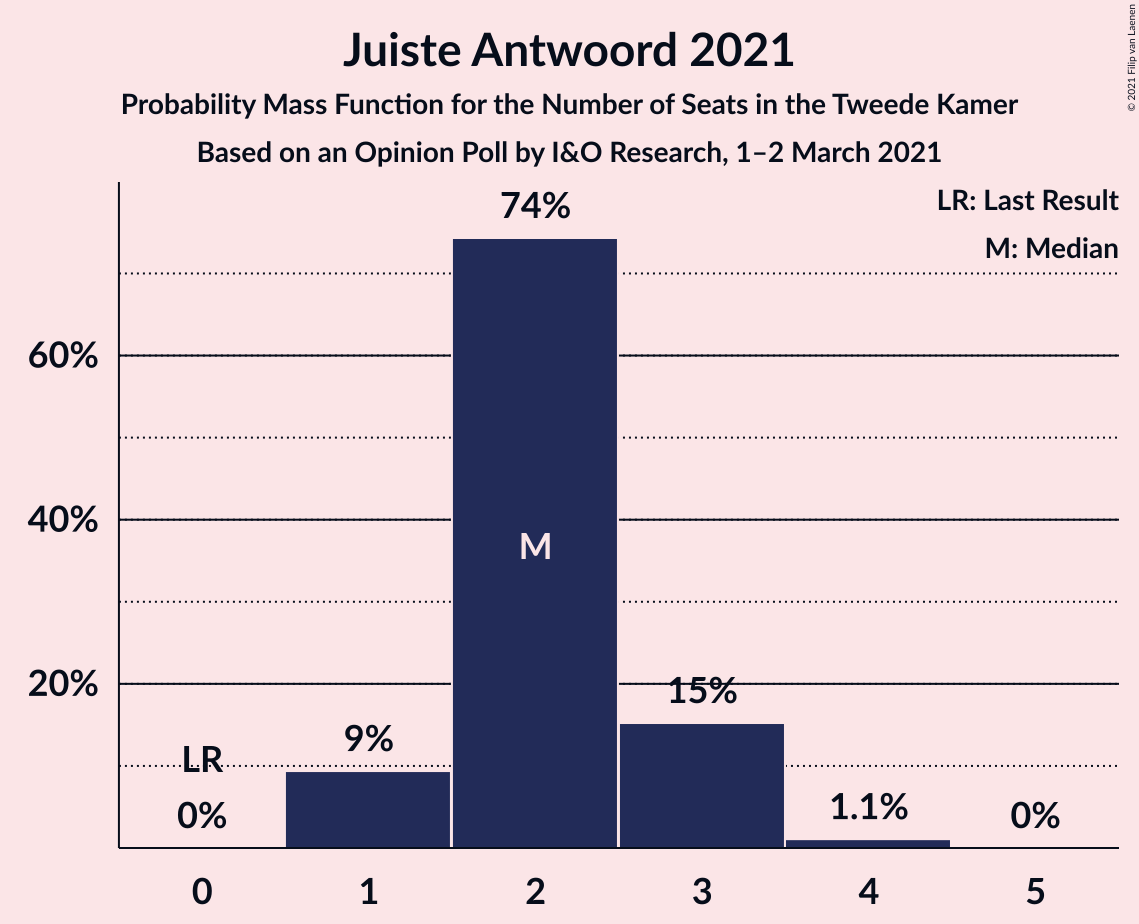 Juiste Antwoord 2021
Probability Mass Function for the Number of Seats in the Tweede Kamer
Based on an Opinion Poll by I&O Research, 1–2 March 2021
© 2021 Filip van Laenen
LR: Last Result
M: Median
74%
60%
40%
M
20%
15%
9%
LR
0%
1.1%
0%
0 1 2 3 4 5